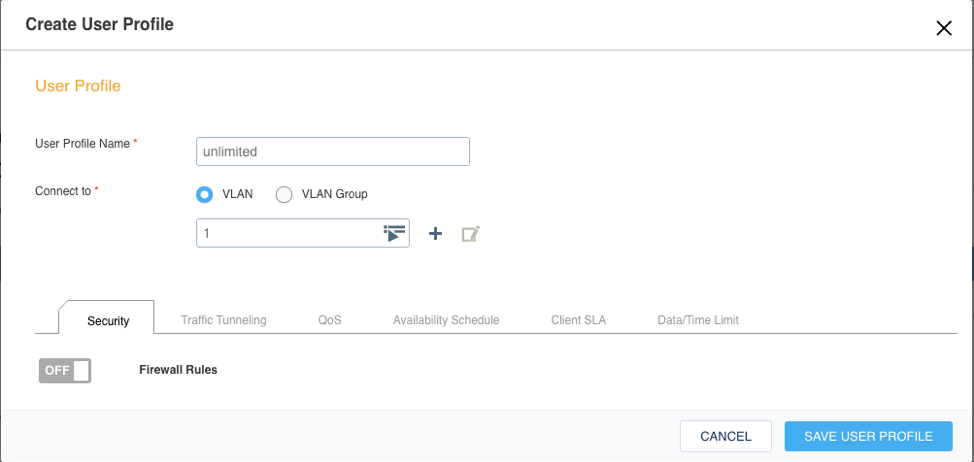 Create User Profile
User Profile
User Profile Name *
unlimited
Connect to *
VLAN VLAN Group
1
Security Traffic Tunneling QoS Availability Schedule Client SLA Data/Time Limit
OFF Firewall Rules
CANCEL SAVE USER PROFILE